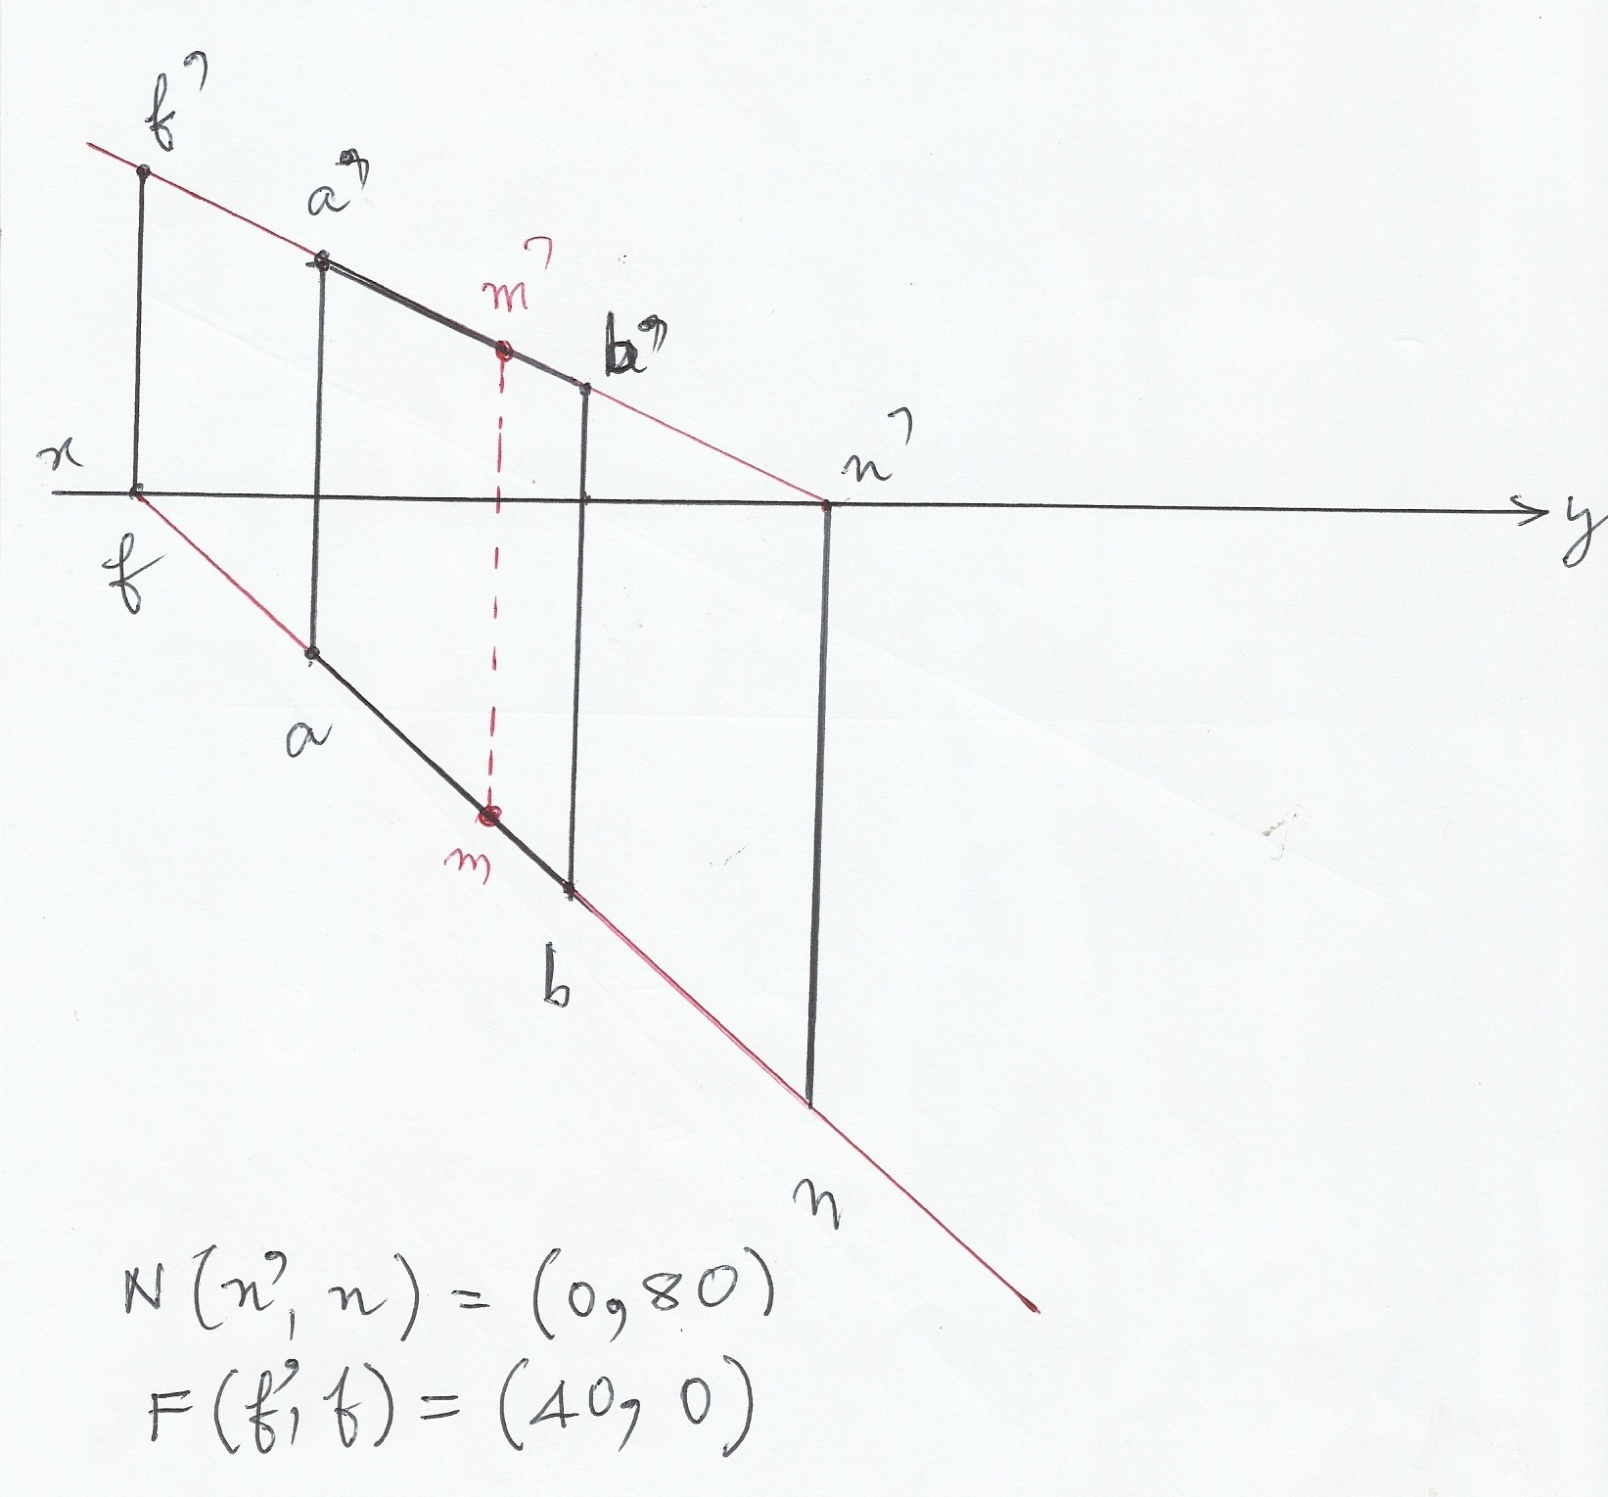 f'
a'
m'
b'
x
n'
y
f
a
m
b
n
N(n', n) = (0, 80)
F(f', f) = (40, 0)